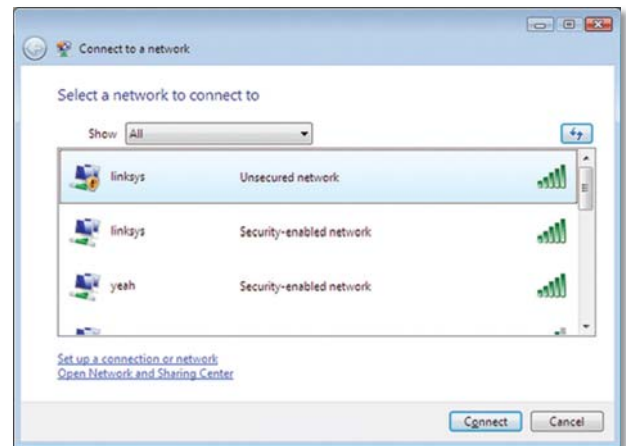 Connect to a network
Select a network to connect to
Show All
linksys Unsecured network
linksys Security-enabled network
yeah Security-enabled network
Set up a connection or network
Open Network and Sharing Center
Connect Cancel